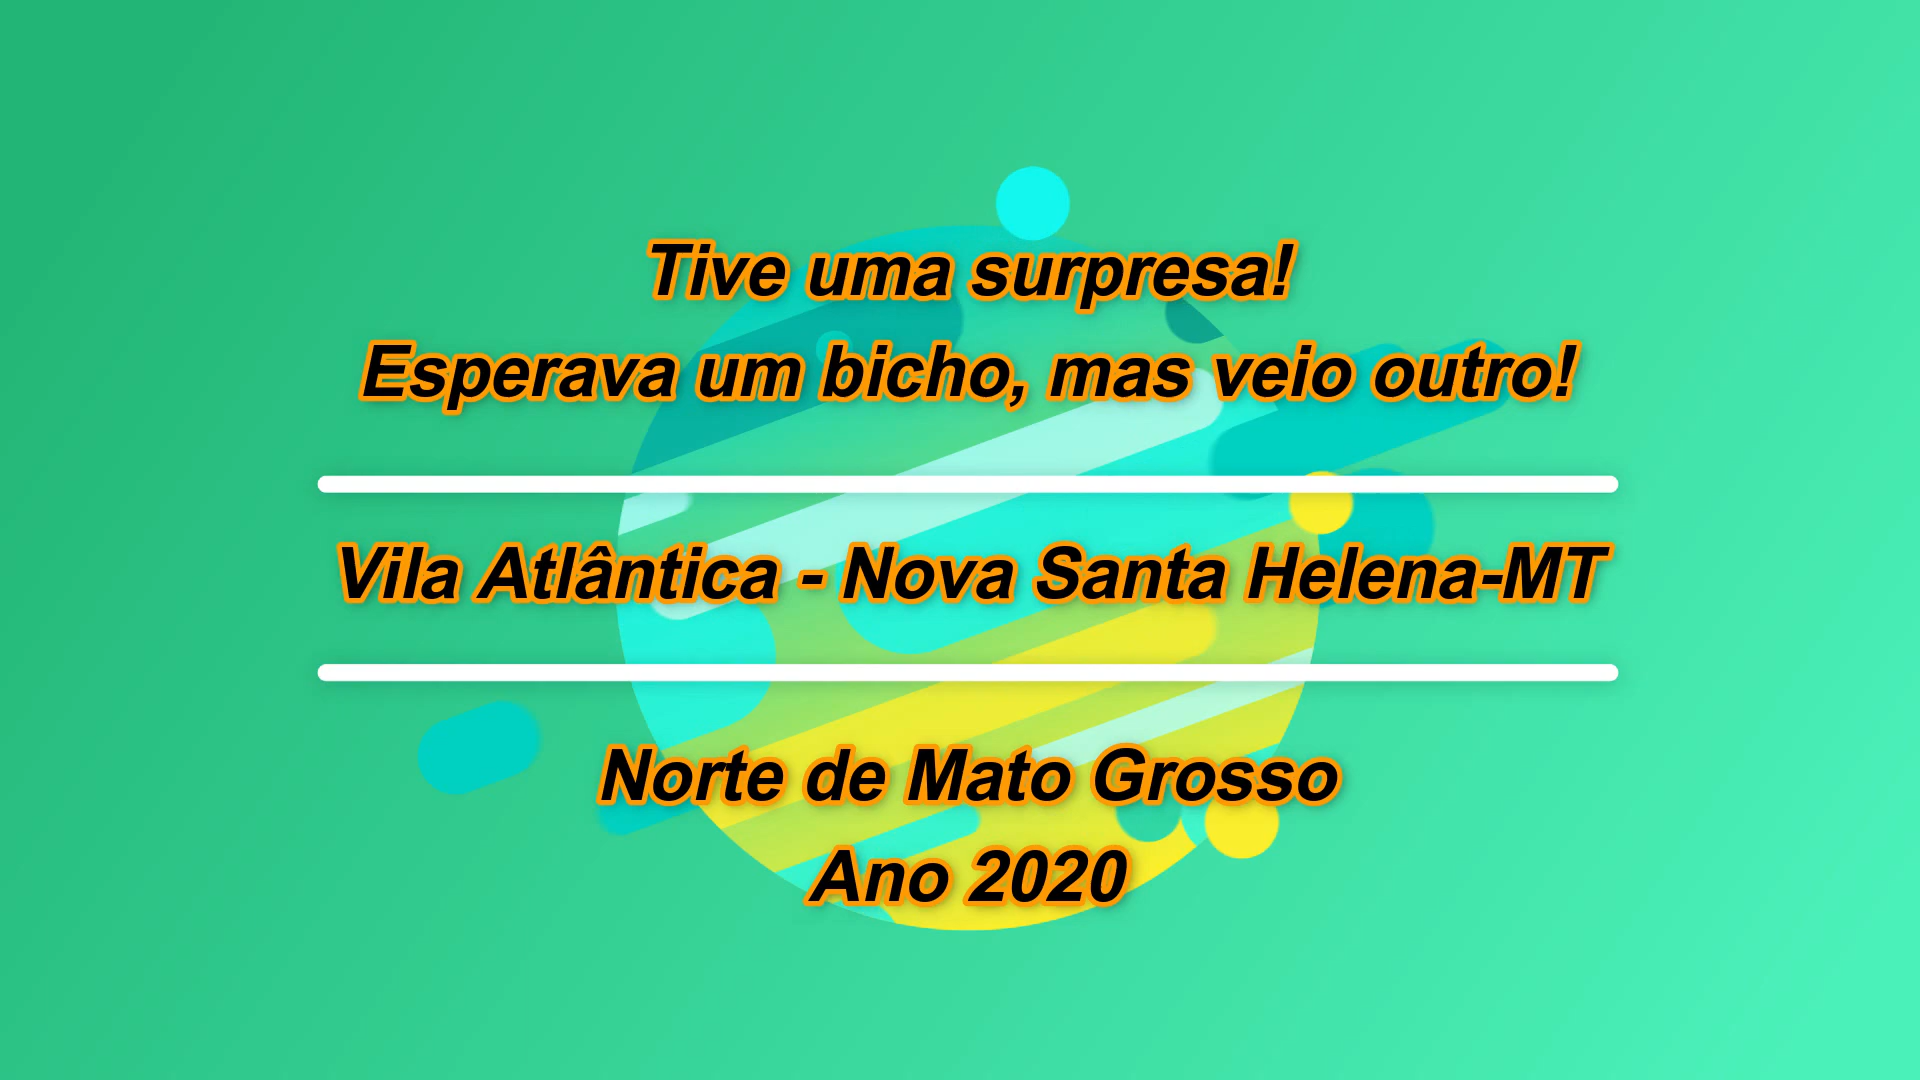 Tive uma surpresa!
Esperava um bicho, mas veio outro!
Vila Atlântica - Nova Santa Helena-MT
Norte de Mato Grosso
Ano 2020